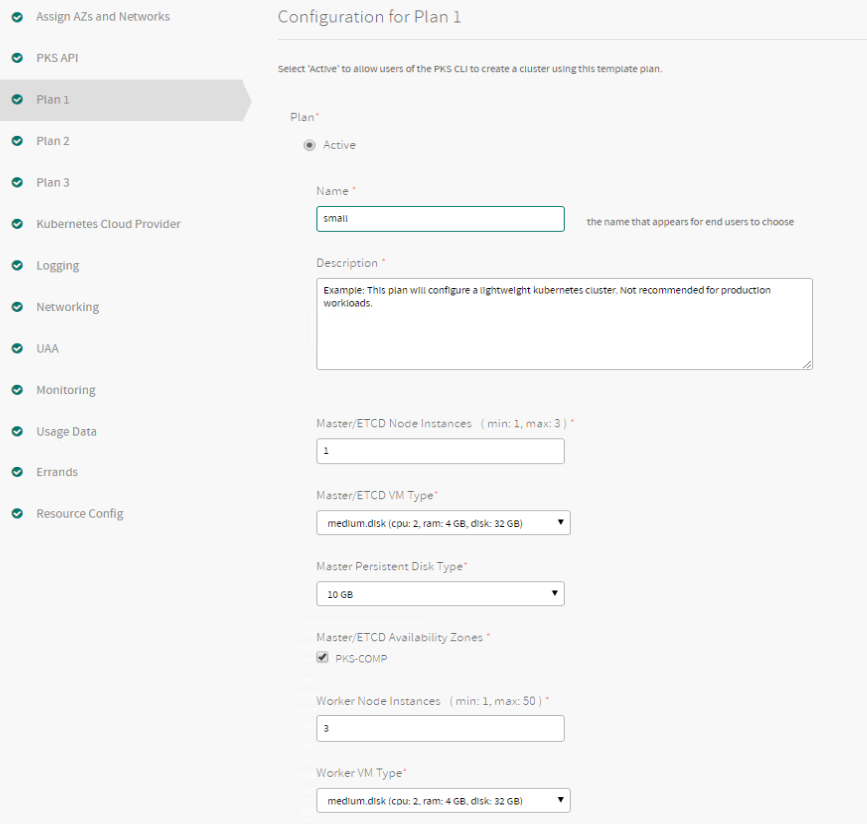 Assign AZs and Networks
PKS API
Plan 1
Plan 2
Plan 3
Kubernetes Cloud Provider
Logging
Networking
UAA
Monitoring
Usage Data
Errands
Resource Config
Configuration for Plan 1
Select 'Active' to allow users of the PKS CLI to create a cluster using this template plan.
Plan*
Active
Name *
small
the name that appears for end users to choose
Description *
Example: This plan will configure a lightweight kubernetes cluster. Not recommended for production
workloads.
Master/ETCD Node Instances ( min: 1, max: 3 ) *
1
Master/ETCD VM Type*
medium.disk (cpu: 2, ram: 4 GB, disk: 32 GB)
Master Persistent Disk Type*
10 GB
Master/ETCD Availability Zones *
PKS-COMP
Worker Node Instances ( min: 1, max: 50 ) *
3
Worker VM Type*
medium.disk (cpu: 2, ram: 4 GB, disk: 32 GB)